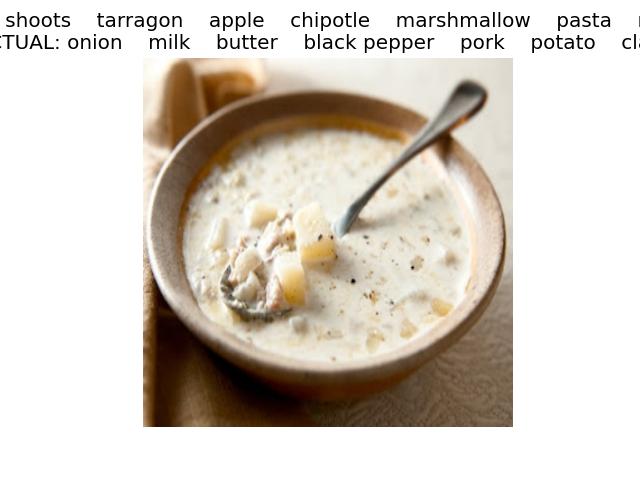 shoots tarragon apple chipotle marshmallow pasta
CTUAL: onion milk butter black pepper pork potato